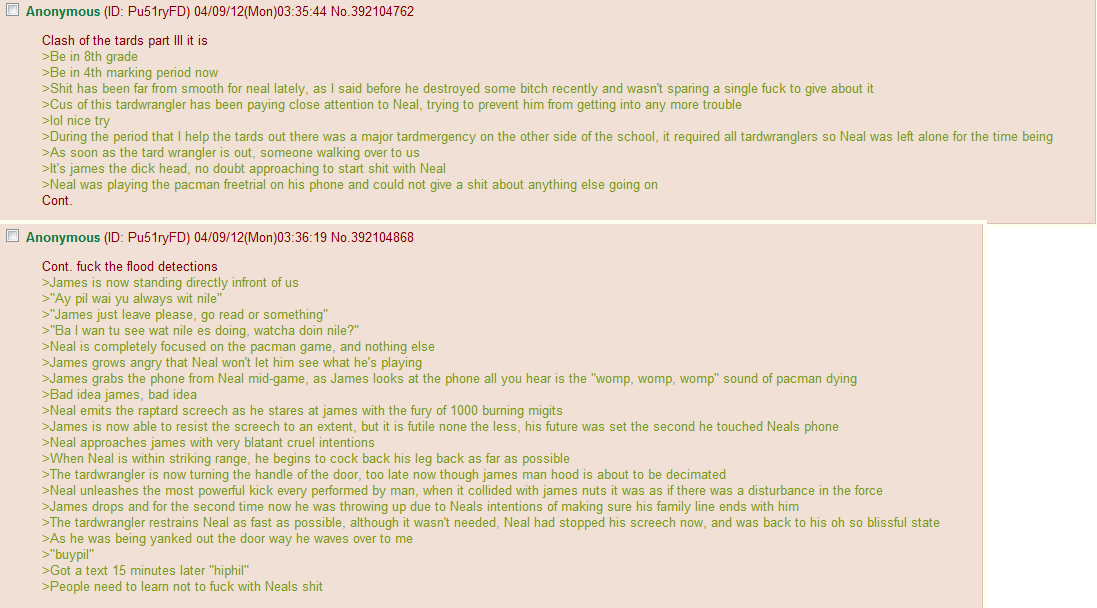 Anonymous (ID: Pu51ryFD) 04/09/12(Mon)03:35:44 No.392104762
Clash of the tards part III it is
>Be in 8th grade
>Be in 4th marking period now
>Shit has been far from smooth for neal lately, as I said before he destroyed some bitch recently and wasn't sparing a single fuck to give about it
>Cus of this tardwrangler has been paying close attention to Neal, trying to prevent him from getting into any more trouble
>lol nice try
>During the period that I help the tards out there was a major tardmergency on the other side of the school, it required all tardwranglers so Neal was left alone for the time being
>As soon as the tard wrangler is out, someone walking over to us
>It's james the dick head, no doubt approaching to start shit with Neal
>Neal was playing the pacman freetrial on his phone and could not give a shit about anything else going on
Cont.
Anonymous (ID: Pu51ryFD) 04/09/12(Mon)03:36:19 No.392104868
Cont. fuck the flood detections
>James is now standing directly infront of us
>"Ay pil wai yu always wit nile"
>"James just leave please, go read or something"
>"Ba I wan tu see wat nile es doing, watcha doin nile?"
>Neal is completely focused on the pacman game, and nothing else
>James grows angry that Neal won't let him see what he's playing
>James grabs the phone from Neal mid-game, as James looks at the phone all you hear is the "womp, womp, womp" sound of pacman dying
>Bad idea james, bad idea
>Neal emits the raptard screech as he stares at james with the fury of 1000 burning migits
>James is now able to resist the screech to an extent, but it is futile none the less, his future was set the second he touched Neals phone
>Neal approaches james with very blatant cruel intentions
>When Neal is within striking range, he begins to cock back his leg back as far as possible
>The tardwrangler is now turning the handle of the door, too late now though james man hood is about to be decimated
>Neal unleashes the most powerful kick every performed by man, when it collided with james nuts it was as if there was a disturbance in the force
>James drops and for the second time now he was throwing up due to Neals intentions of making sure his family line ends with him
>The tardwrangler restrains Neal as fast as possible, although it wasn't needed, Neal had stopped his screech now, and was back to his oh so blissful state
>As he was being yanked out the door way he waves over to me
>"buypil"
>Got a text 15 minutes later "hiphil"
>People need to learn not to fuck with Neals shit